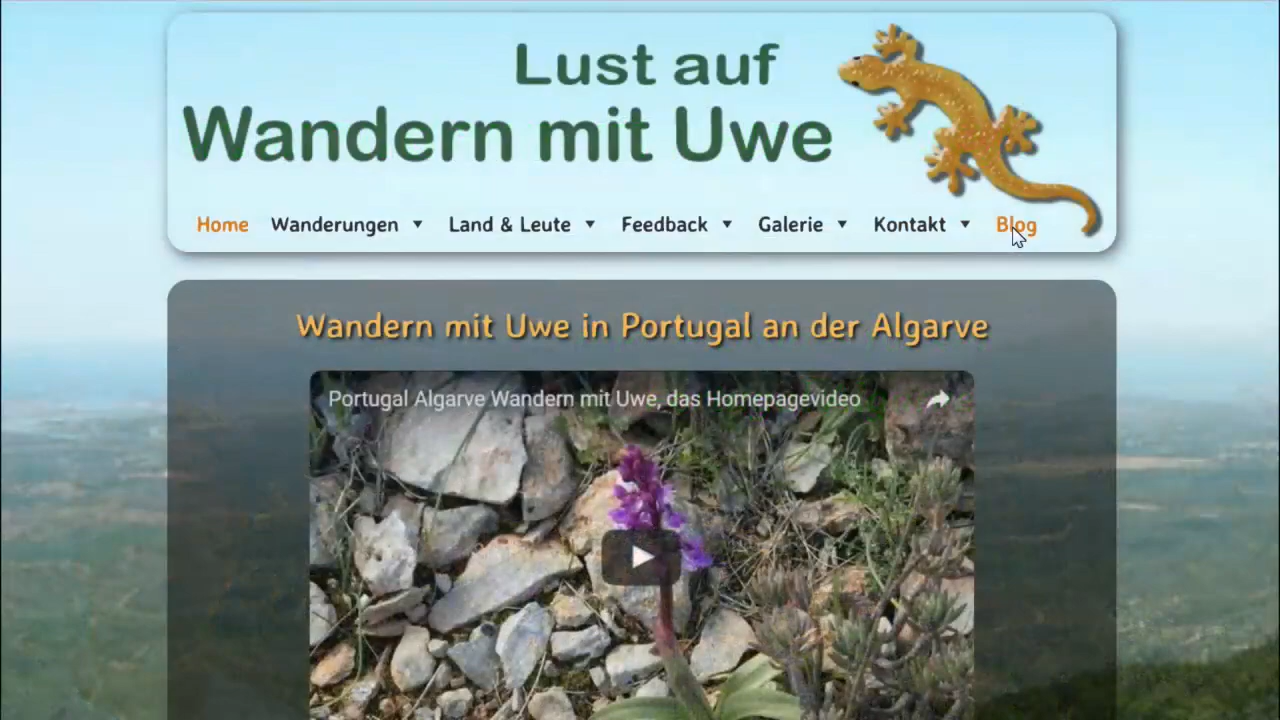 Lust auf
Wandern mit Uwe
Home Wanderungen Land & Leute Feedback Galerie Kontakt Blog
Wandern mit Uwe in Portugal an der Algarve
Portugal Algarve Wandern mit Uwe, das Homepagevideo